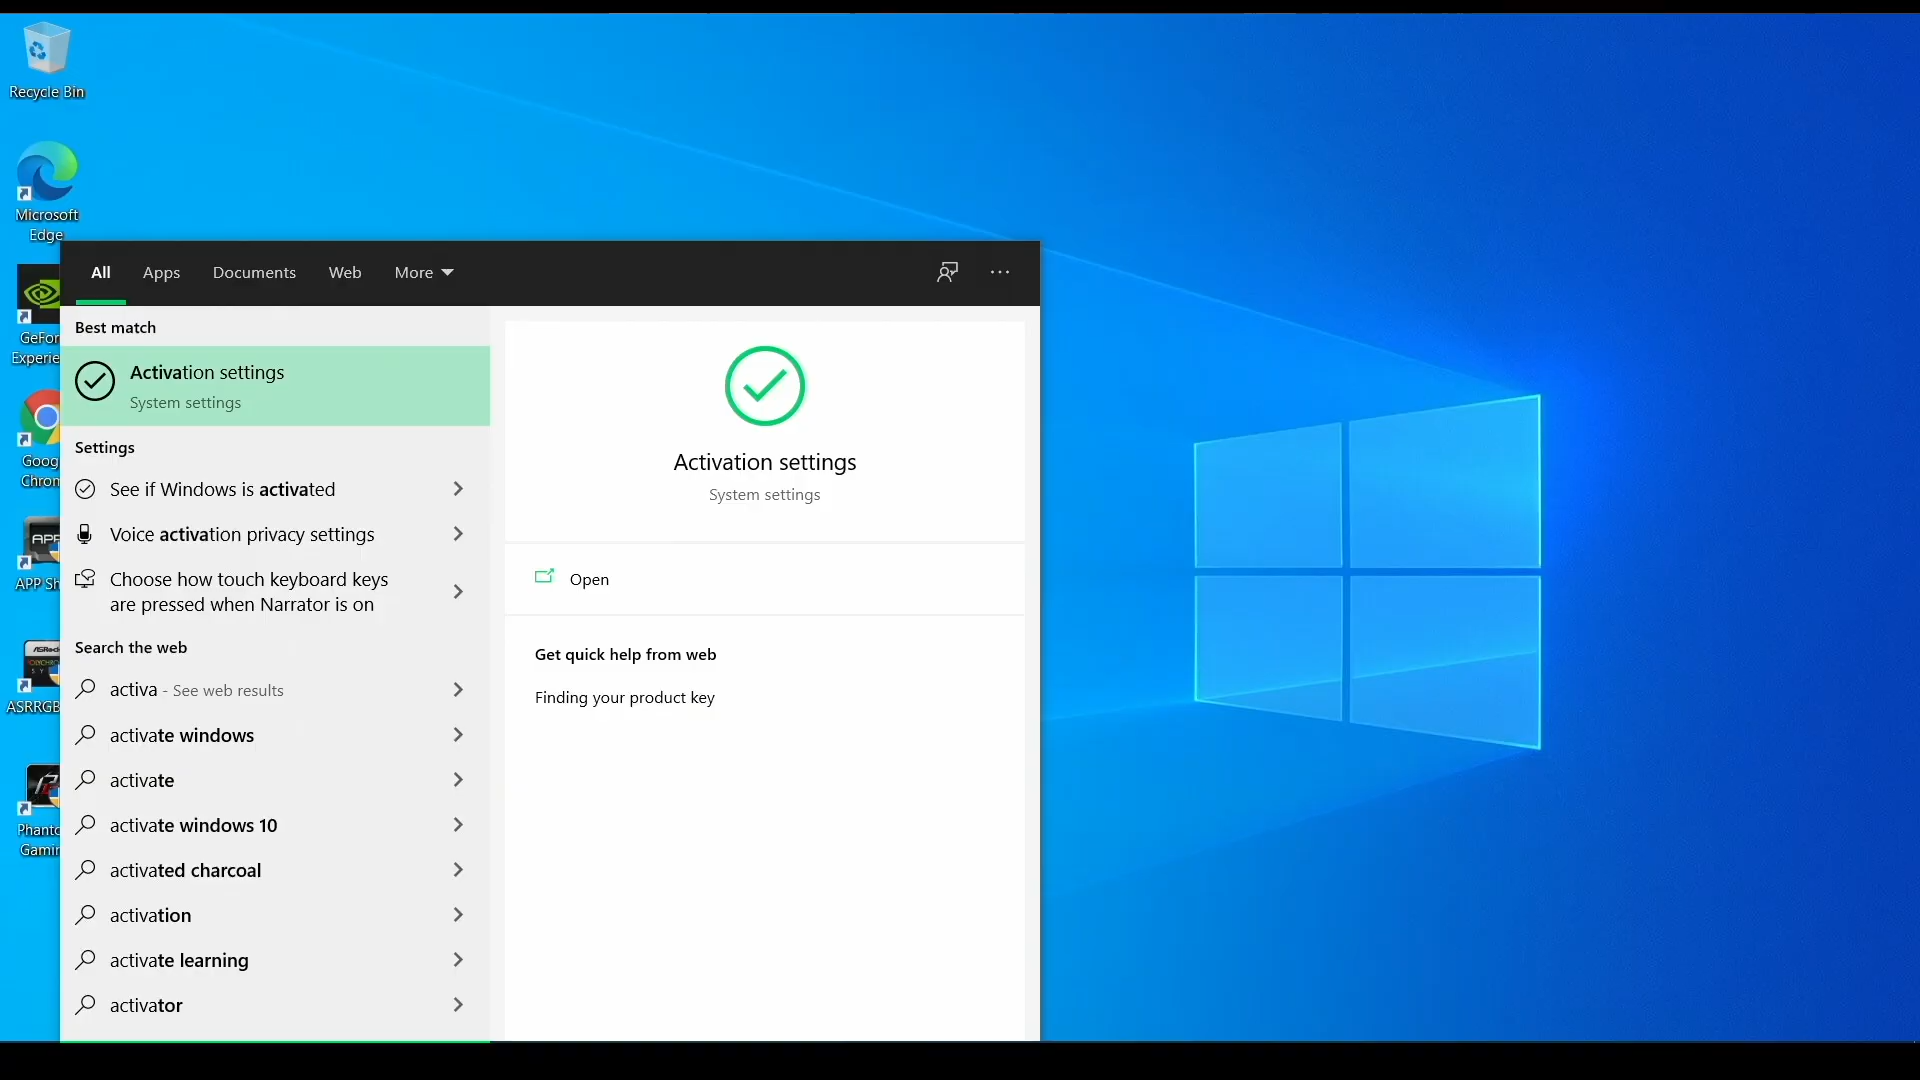 Recycle Bin
Microsoft
Edge
GeFor
Experie
Goog
Chrom
APP Sh
ASRRGB
Phanto
Gamin
All Apps Documents Web More
Best match
Activation settings
System settings
Settings
See if Windows is activated
Voice activation privacy settings
Choose how touch keyboard keys
are pressed when Narrator is on
Search the web
activa - See web results
activate windows
activate
activate windows 10
activated charcoal
activation
activate learning
activator
Activation settings
System settings
Open
Get quick help from web
Finding your product key